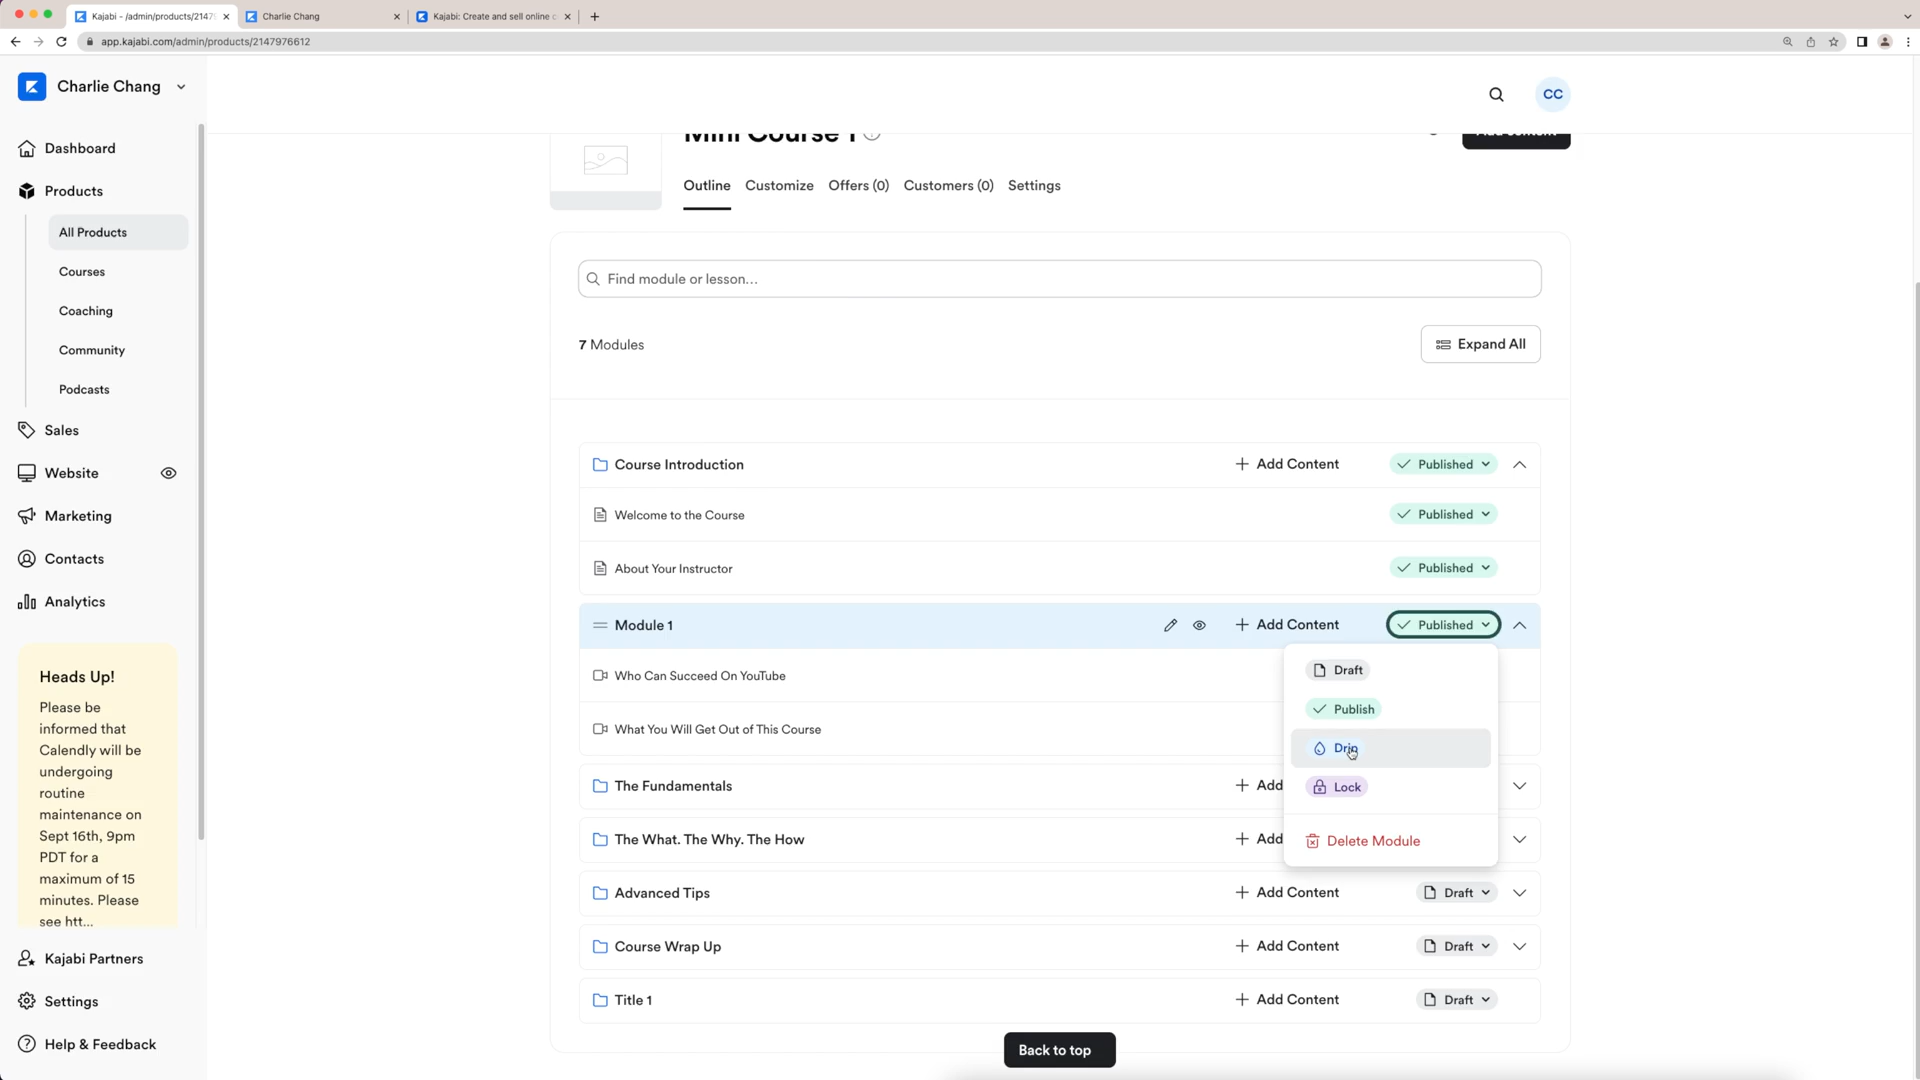 Kajabi - /admin/products/2147
Charlie Chang
Kajabi: Create and sell online c
app.kajabi.com/admin/products/2147976612
Charlie Chang
CC
Dashboard
Products
All Products
Courses
Coaching
Community
Podcasts
Sales
Website
Marketing
Contacts
Analytics
Heads Up!
Please be
informed that
Calendly will be
undergoing
routine
maintenance on
Sept 16th, 9pm
PDT for a
maximum of 15
minutes. Please
see htt...
Kajabi Partners
Settings
Help & Feedback
Mini Course 1
Add Content
Outline Customize Offers (0) Customers (0) Settings
Find module or lesson...
7 Modules
Expand All
Course Introduction + Add Content Published
Welcome to the Course Published
About Your Instructor Published
Module 1 + Add Content Published
Who Can Succeed On YouTube
What You Will Get Out of This Course
Draft
Publish
Drip
Lock
Delete Module
The Fundamentals + Add
The What. The Why. The How + Add
Advanced Tips + Add Content Draft
Course Wrap Up + Add Content Draft
Title 1 + Add Content Draft
Back to top